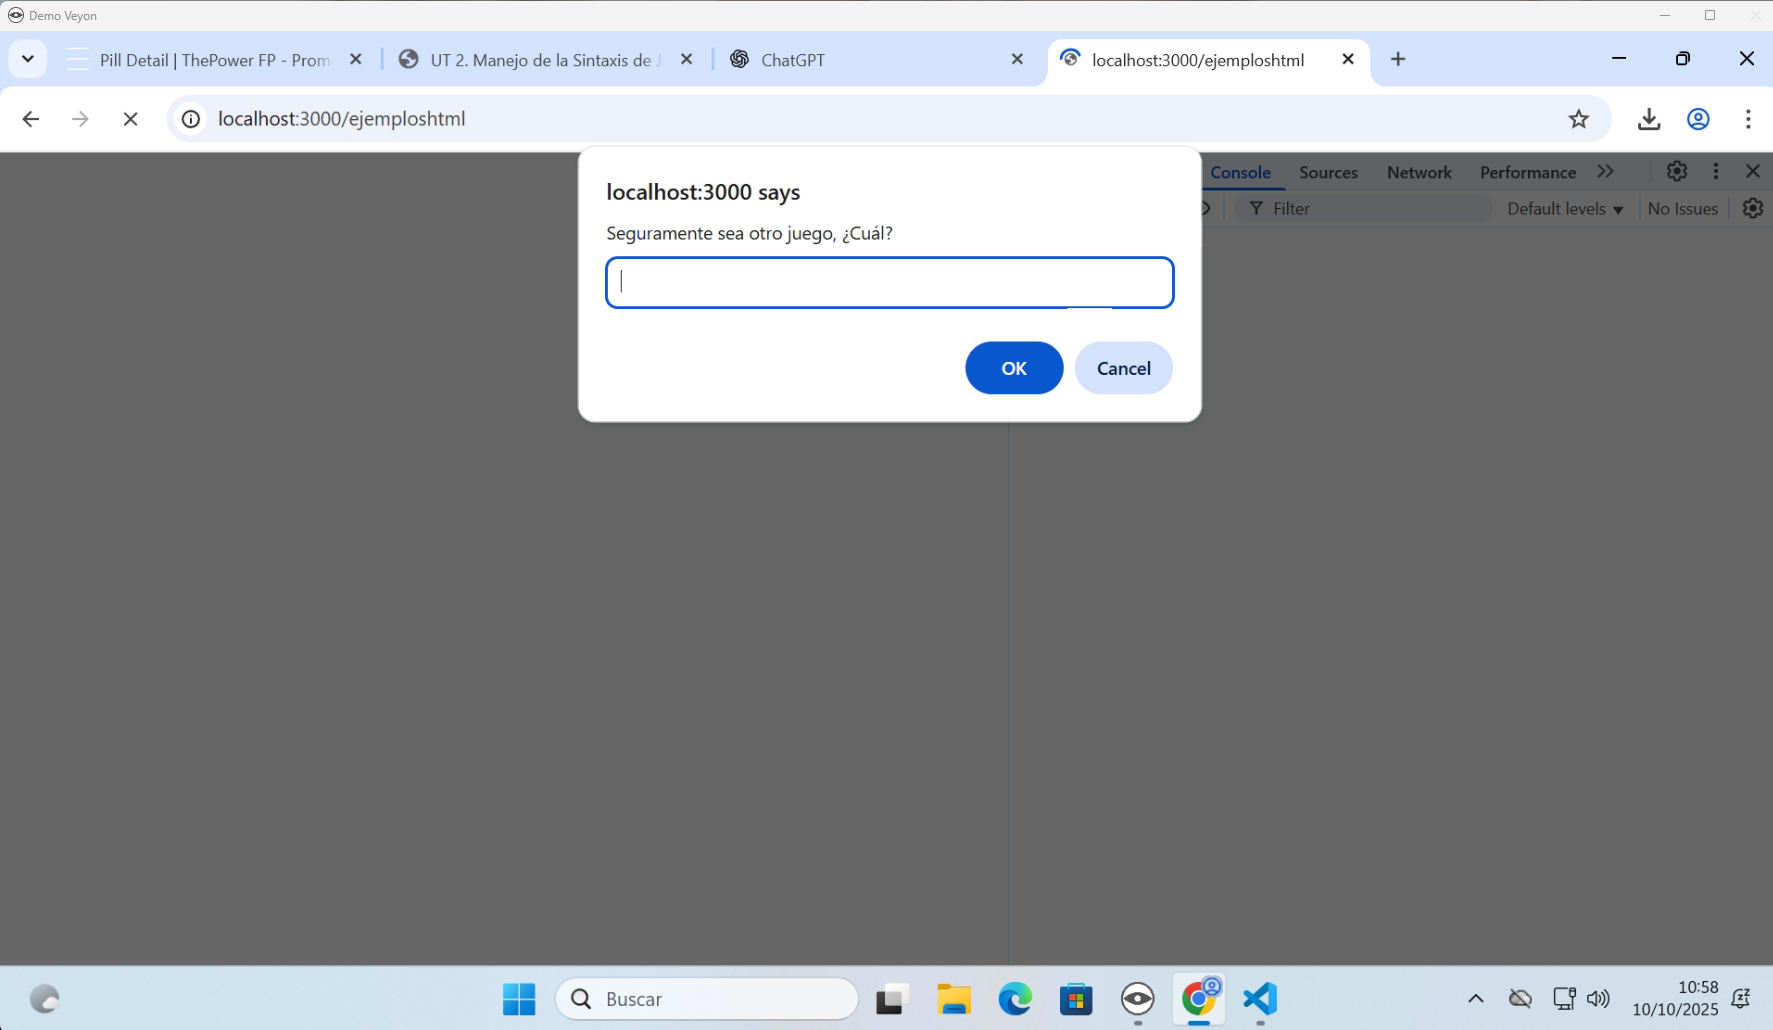 Demo Veyon
Pill Detail | ThePower FP - Prom
UT 2. Manejo de la Sintaxis de J
ChatGPT
localhost:3000/ejemploshtml
localhost:3000/ejemploshtml
localhost:3000 says
Seguramente sea otro juego, ¿Cuál?
OK
Cancel
Console
Sources
Network
Performance
Filter
Default levels
No Issues
Buscar
10:58
10/10/2025